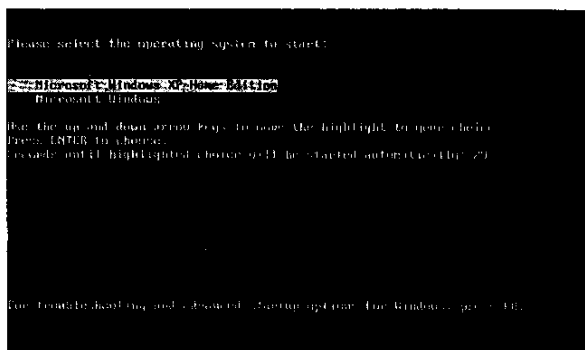 Please select the operating system to start:
Microsoft Windows XP Home Edition
Microsoft Windows
Use the up and down arrow keys to move the highlight to your choice.
Press ENTER to choose.
Seconds until highlighted choice will be started automatically: 29
For troubleshooting and advanced startup options for Windows, press F8.